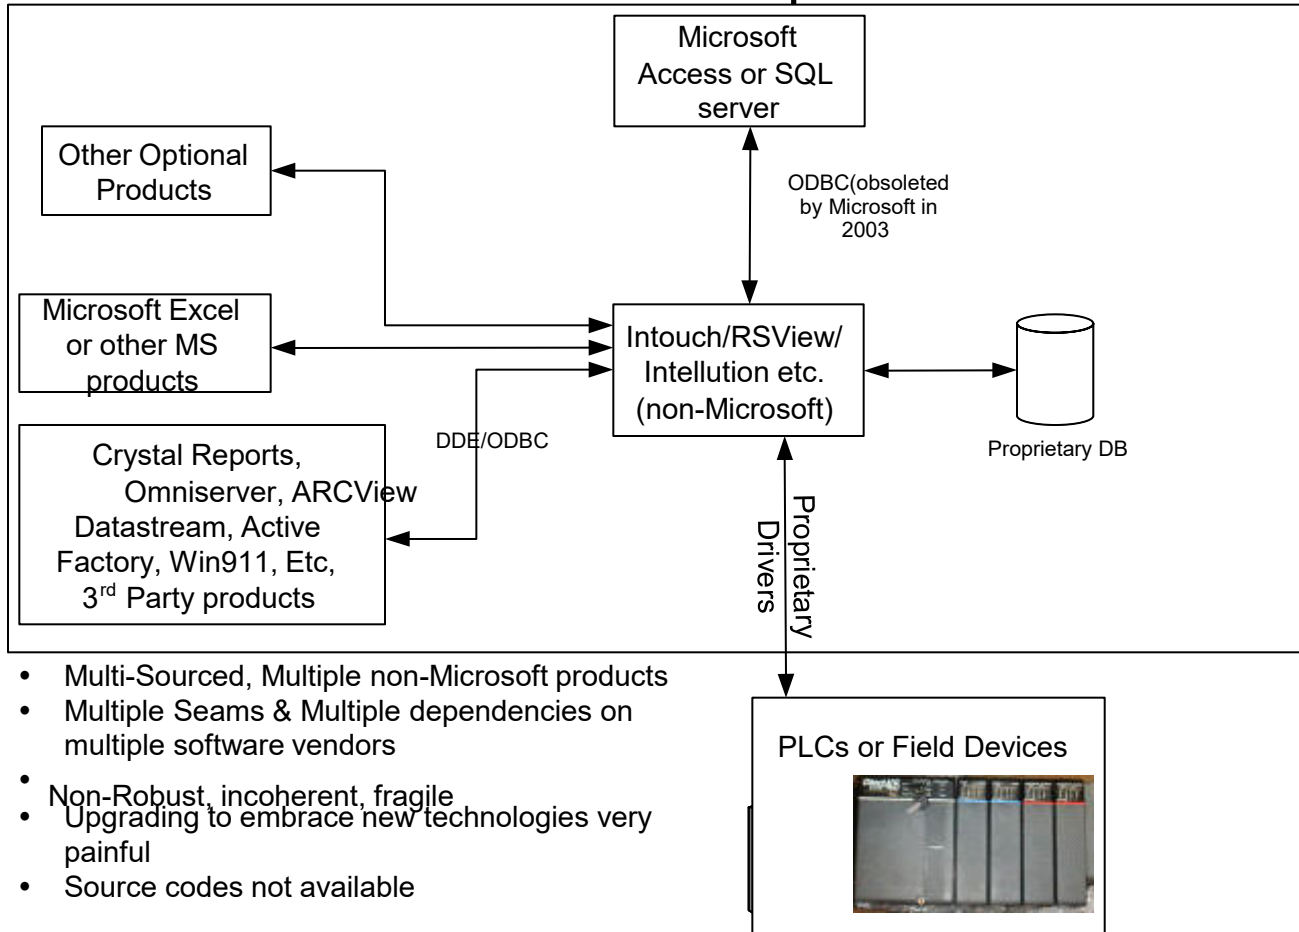 Microsoft
Access or SQL
server
Other Optional
Products
ODBC(obsoleted
by Microsoft in
2003
Microsoft Excel
or other MS
products
Intouch/RSView/
Intellution etc.
(non-Microsoft)
Proprietary DB
DDE/ODBC
Crystal Reports,
Omniserver, ARCView
Datastream, Active
Factory, Win911, Etc,
3rd Party products
Proprietary
Drivers
• Multi-Sourced, Multiple non-Microsoft products
• Multiple Seams & Multiple dependencies on
multiple software vendors
•
Non-Robust, incoherent, fragile
• Upgrading to embrace new technologies very
painful
• Source codes not available
PLCs or Field Devices